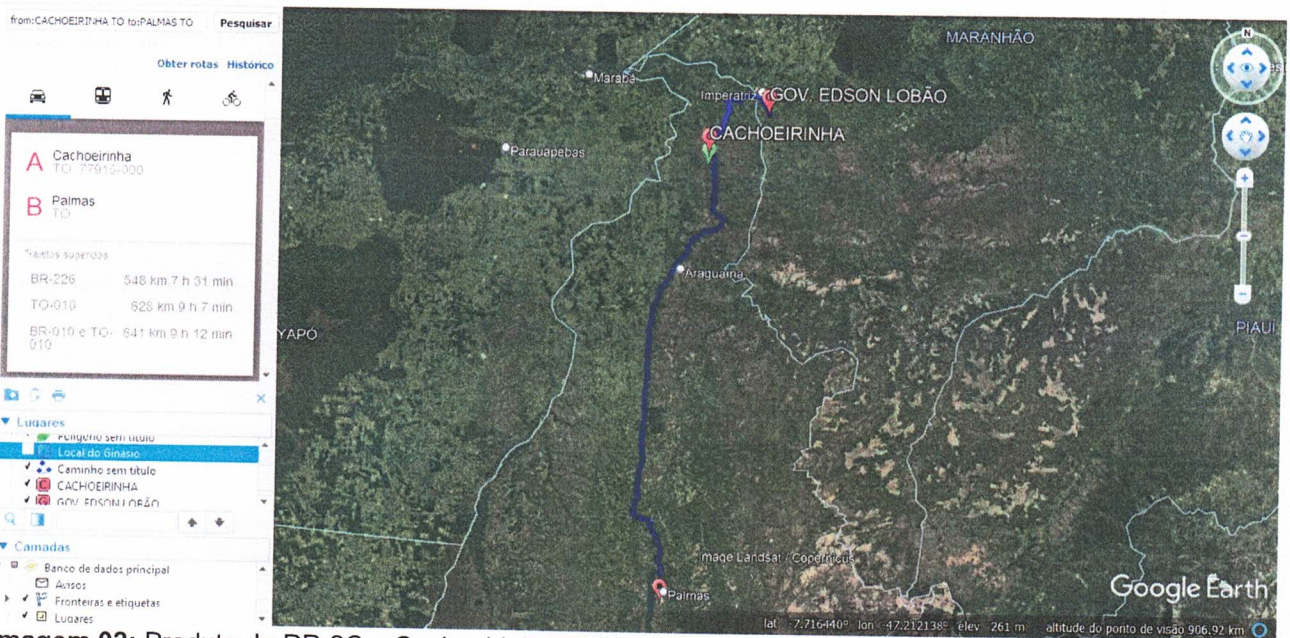 from:CACHOEIRINHA TO to:PALMAS TO Pesquisar
Obter rotas Histórico
A Cachoeirinha
TO 77915-000
B Palmas
TO
Trajetos sugeridos
BR-226 548 km 7 h 31 min
TO-010 628 km 9 h 7 min
BR-010 e TO-010 641 km 9 h 12 min
Lugares
Polígono sem título
Local do Ginásio
Caminho sem título
CACHOEIRINHA
GOV. EDSON LOBÃO
Camadas
Banco de dados principal
Avisos
Fronteiras e etiquetas
Lugares
MARANHÃO
N
Marabá
Imperatriz
GOV. EDSON LOBÃO
CACHOEIRINHA
Parauapebas
Araguaína
YAPÓ
PIAUÍ
Image Landsat / Copernicus
Palmas
Google Earth
lat -7.716440° lon -47.212138° elev 261 m altitude do ponto de visão 906.92 km